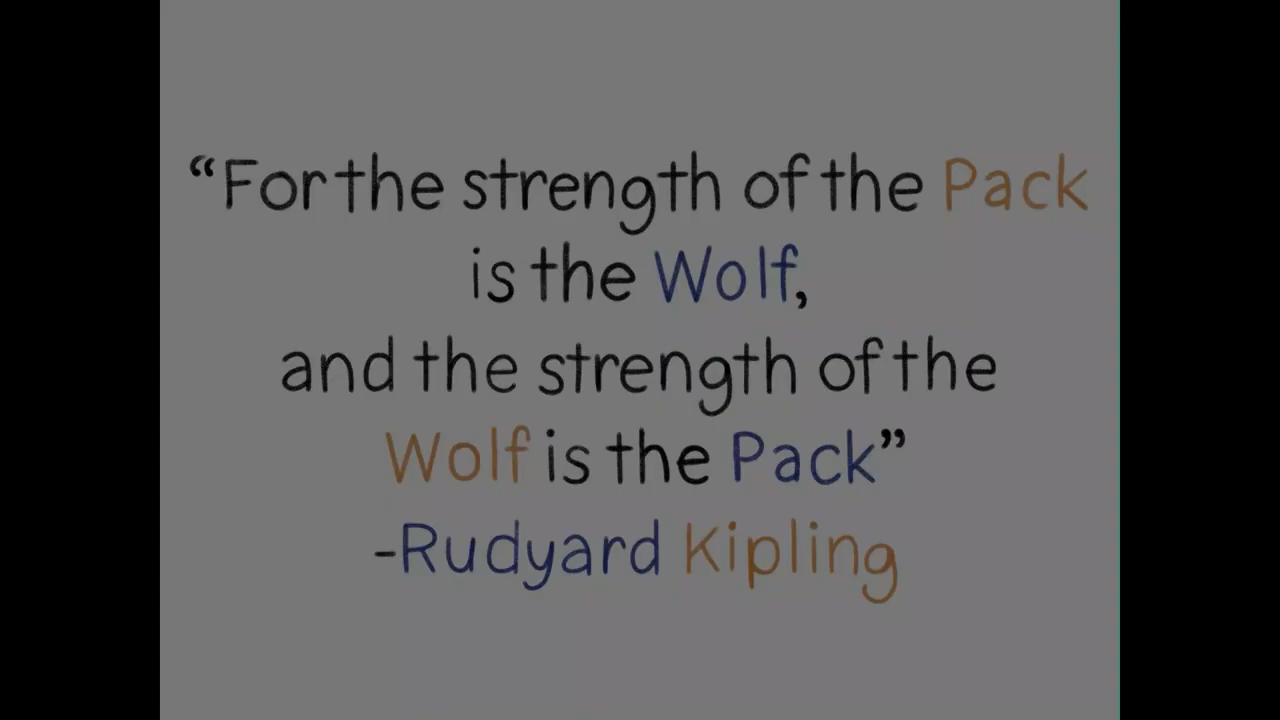 “For the strength of the Pack
is the Wolf,
and the strength of the
Wolf is the Pack”
-Rudyard Kipling